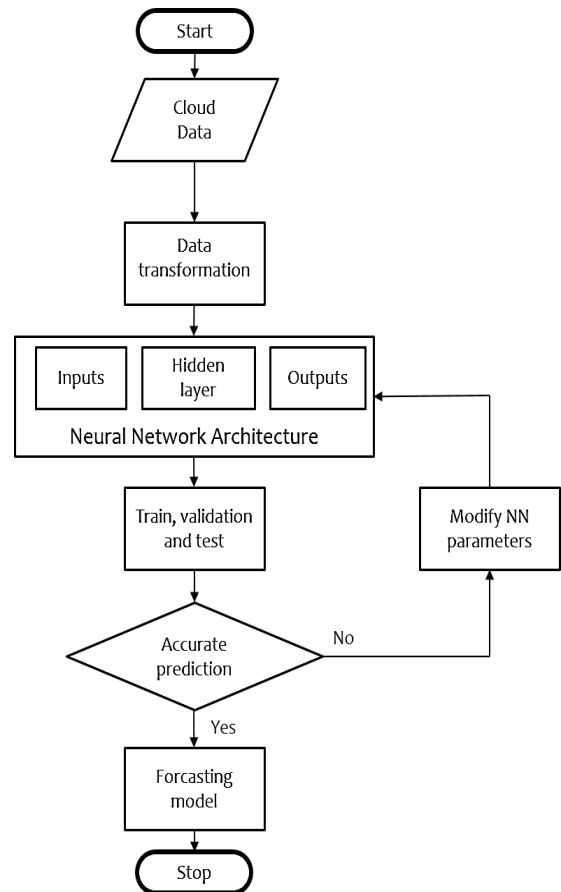 Start
Cloud
Data
Data
transformation
Inputs
Hidden
layer
Outputs
Neural Network Architecture
Train, validation
and test
Modify NN
parameters
Accurate
prediction
No
Yes
Forcasting
model
Stop